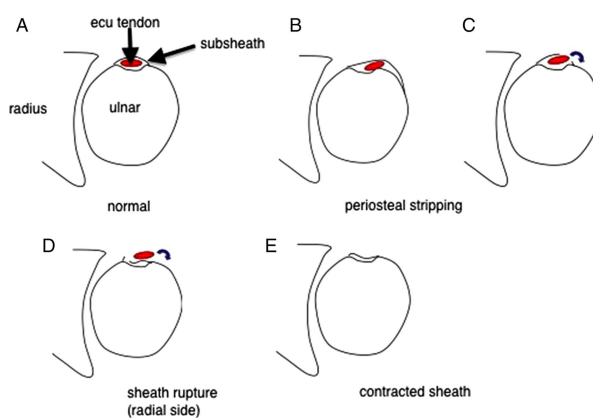 A
ecu tendon
subsheath
radius
ulnar
normal
B
periosteal stripping
C
D
sheath rupture
(radial side)
E
contracted sheath